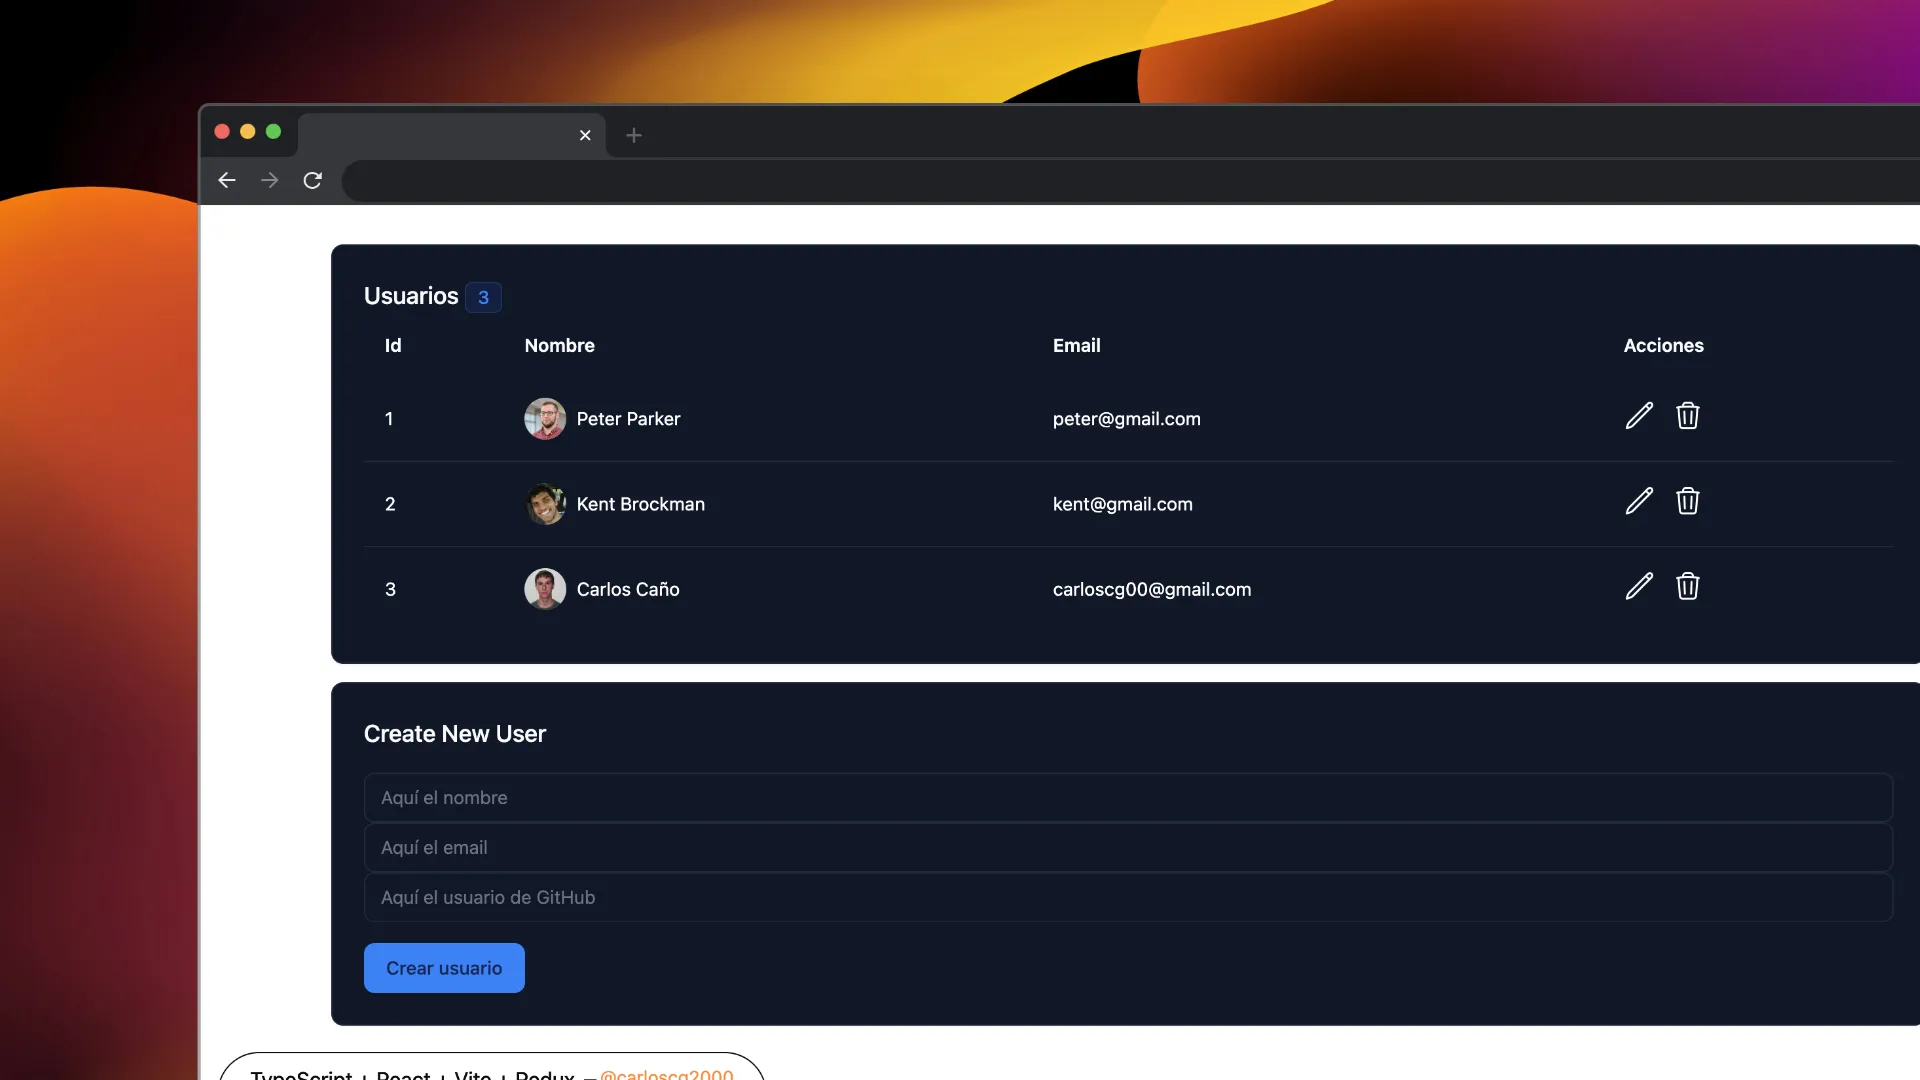 Usuarios 3
Id Nombre Email Acciones
1 Peter Parker peter@gmail.com
2 Kent Brockman kent@gmail.com
3 Carlos Caño carloscg00@gmail.com
Create New User
Aquí el nombre
Aquí el email
Aquí el usuario de GitHub
Crear usuario
TypeScript + React + Vite + Redux – @carloscg2000